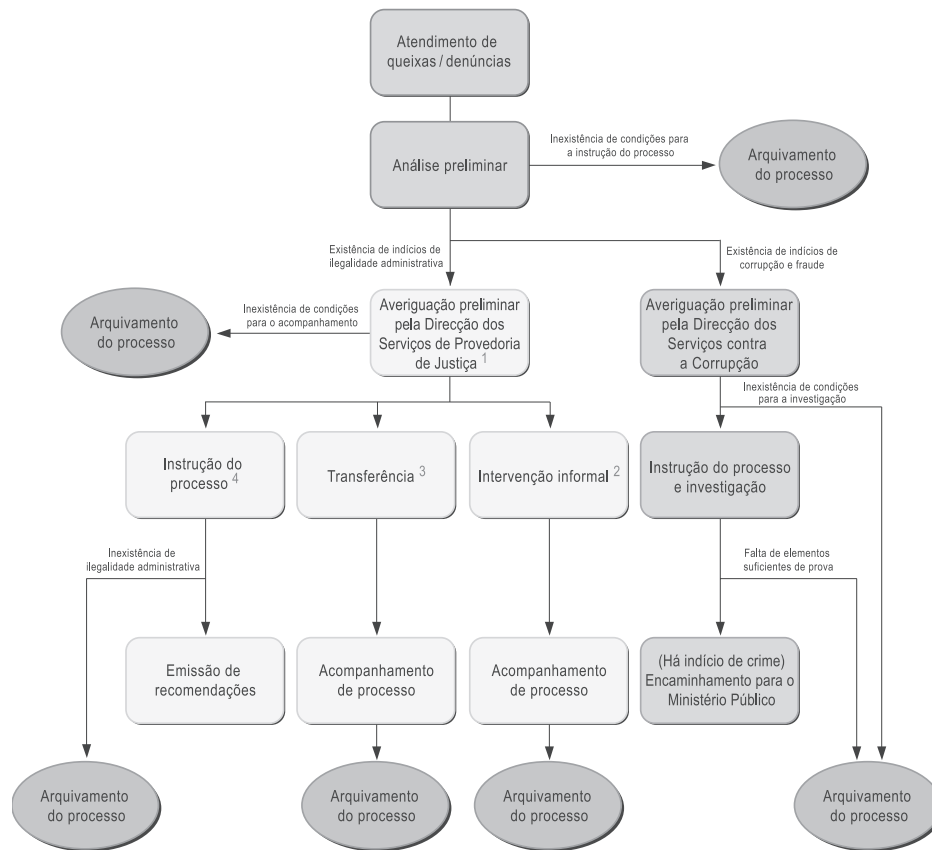 Atendimento de
queixas / denúncias
Análise preliminar
Inexistência de condições para
a instrução do processo
Arquivamento
do processo
Existência de indícios de
ilegalidade administrativa
Existência de indícios de
corrupção e fraude
Arquivamento
do processo
Inexistência de condições
para o acompanhamento
Averiguação preliminar
pela Direcção dos
Serviços de Provedoria
de Justiça 1
Averiguação preliminar
pela Direcção dos
Serviços contra
a Corrupção
Inexistência de condições
para a investigação
Instrução do
processo 4
Transferência 3
Intervenção informal 2
Instrução do processo
e investigação
Inexistência de
ilegalidade administrativa
Falta de elementos
suficientes de prova
Emissão de
recomendações
Acompanhamento
de processo
Acompanhamento
de processo
(Há indício de crime)
Encaminhamento para o
Ministério Público
Arquivamento
do processo
Arquivamento
do processo
Arquivamento
do processo
Arquivamento
do processo